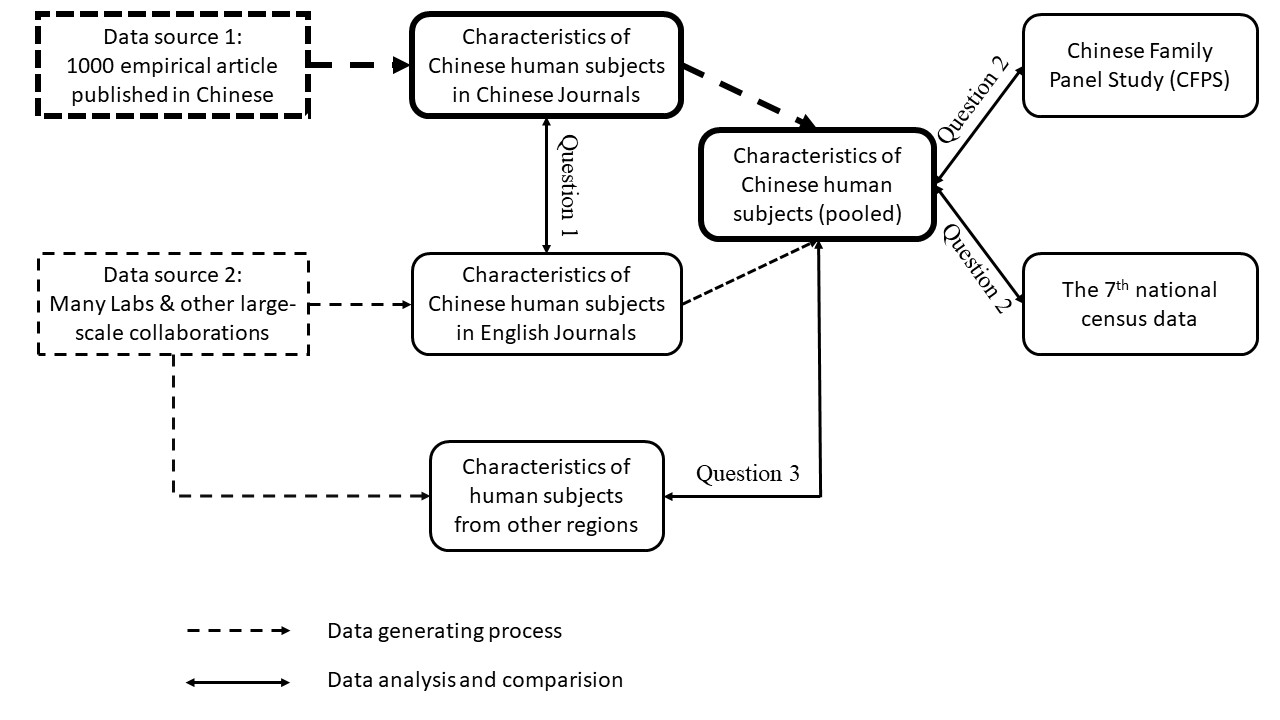 Data source 1:
1000 empirical article
published in Chinese
Characteristics of
Chinese human subjects
in Chinese Journals
Chinese Family
Panel Study (CFPS)
Question 2
Question 1
Characteristics of
Chinese human
subjects (pooled)
Question 2
Data source 2:
Many Labs & other large-
scale collaborations
Characteristics of
Chinese human subjects
in English Journals
The 7th national
census data
Characteristics of
human subjects
from other regions
Question 3
Data generating process
Data analysis and comparision